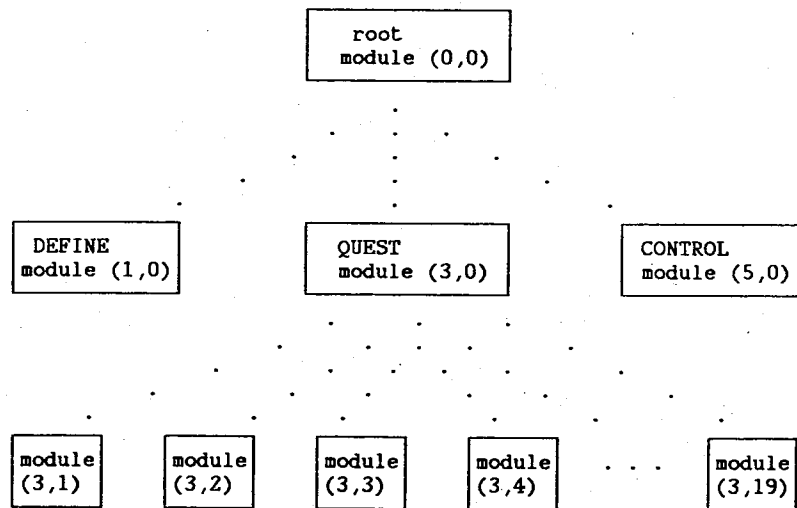 root
module (0,0)
DEFINE
module (1,0)
QUEST
module (3,0)
CONTROL
module (5,0)
module
(3,1)
module
(3,2)
module
(3,3)
module
(3,4)
. . .
module
(3,19)